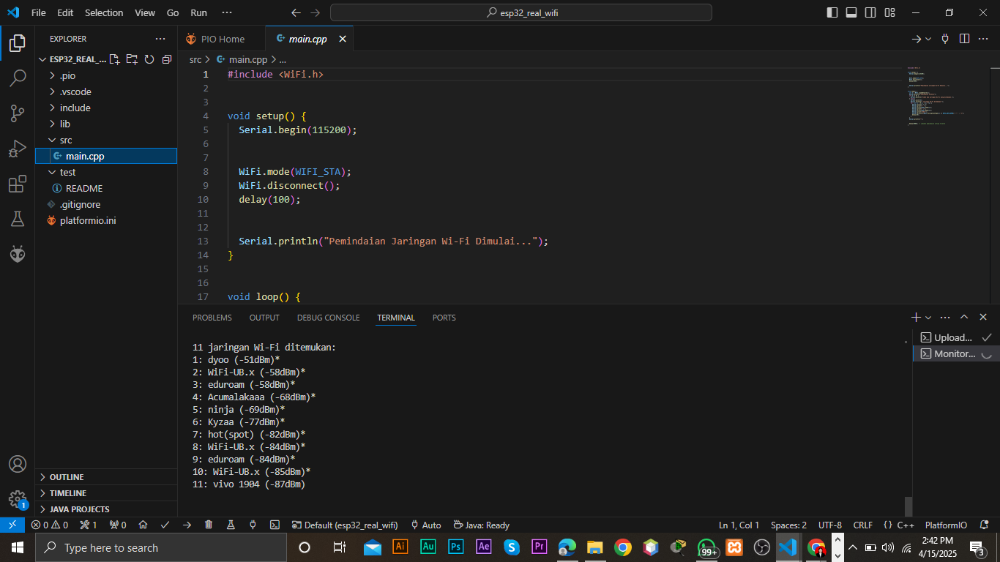 File Edit Selection View Go Run ···
esp32_real_wifi
EXPLORER
ESP32_REAL_...
.pio
.vscode
include
lib
src
main.cpp
test
README
.gitignore
platformio.ini
OUTLINE
TIMELINE
JAVA PROJECTS
1
PIO Home
main.cpp
src > main.cpp > ...
1 #include <WiFi.h>
2
3
4 void setup() {
5 Serial.begin(115200);
6
7
8 WiFi.mode(WIFI_STA);
9 WiFi.disconnect();
10 delay(100);
11
12
13 Serial.println("Pemindaian Jaringan Wi-Fi Dimulai...");
14 }
15
16
17 void loop() {
PROBLEMS OUTPUT DEBUG CONSOLE TERMINAL PORTS
11 jaringan Wi-Fi ditemukan:
1: dyoo (-51dBm)*
2: WiFi-UB.x (-58dBm)*
3: eduroam (-58dBm)*
4: Acumalakaaa (-68dBm)*
5: ninja (-69dBm)*
6: Kyzaa (-77dBm)*
7: hot(spot) (-82dBm)*
8: WiFi-UB.x (-84dBm)*
9: eduroam (-84dBm)*
10: WiFi-UB.x (-85dBm)*
11: vivo 1904 (-87dBm)
Upload...
Monitor...
0 0 1 0 Default (esp32_real_wifi) Auto Java: Ready Ln 1, Col 1 Spaces: 2 UTF-8 CRLF {} C++ PlatformIO
Type here to search
Ai Au Ps Ae Pr
99+
2:42 PM
4/15/2025
3